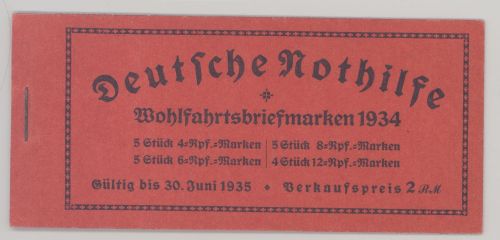 Deutſche Nothilfe
Wohlfahrtsbriefmarken 1934
5 Stück 4=Rpf.=Marken | 5 Stück 8=Rpf.=Marken
5 Stück 6=Rpf.=Marken | 4 Stück 12=Rpf.=Marken
Gültig bis 30. Juni 1935 • Verkaufspreis 2 RM